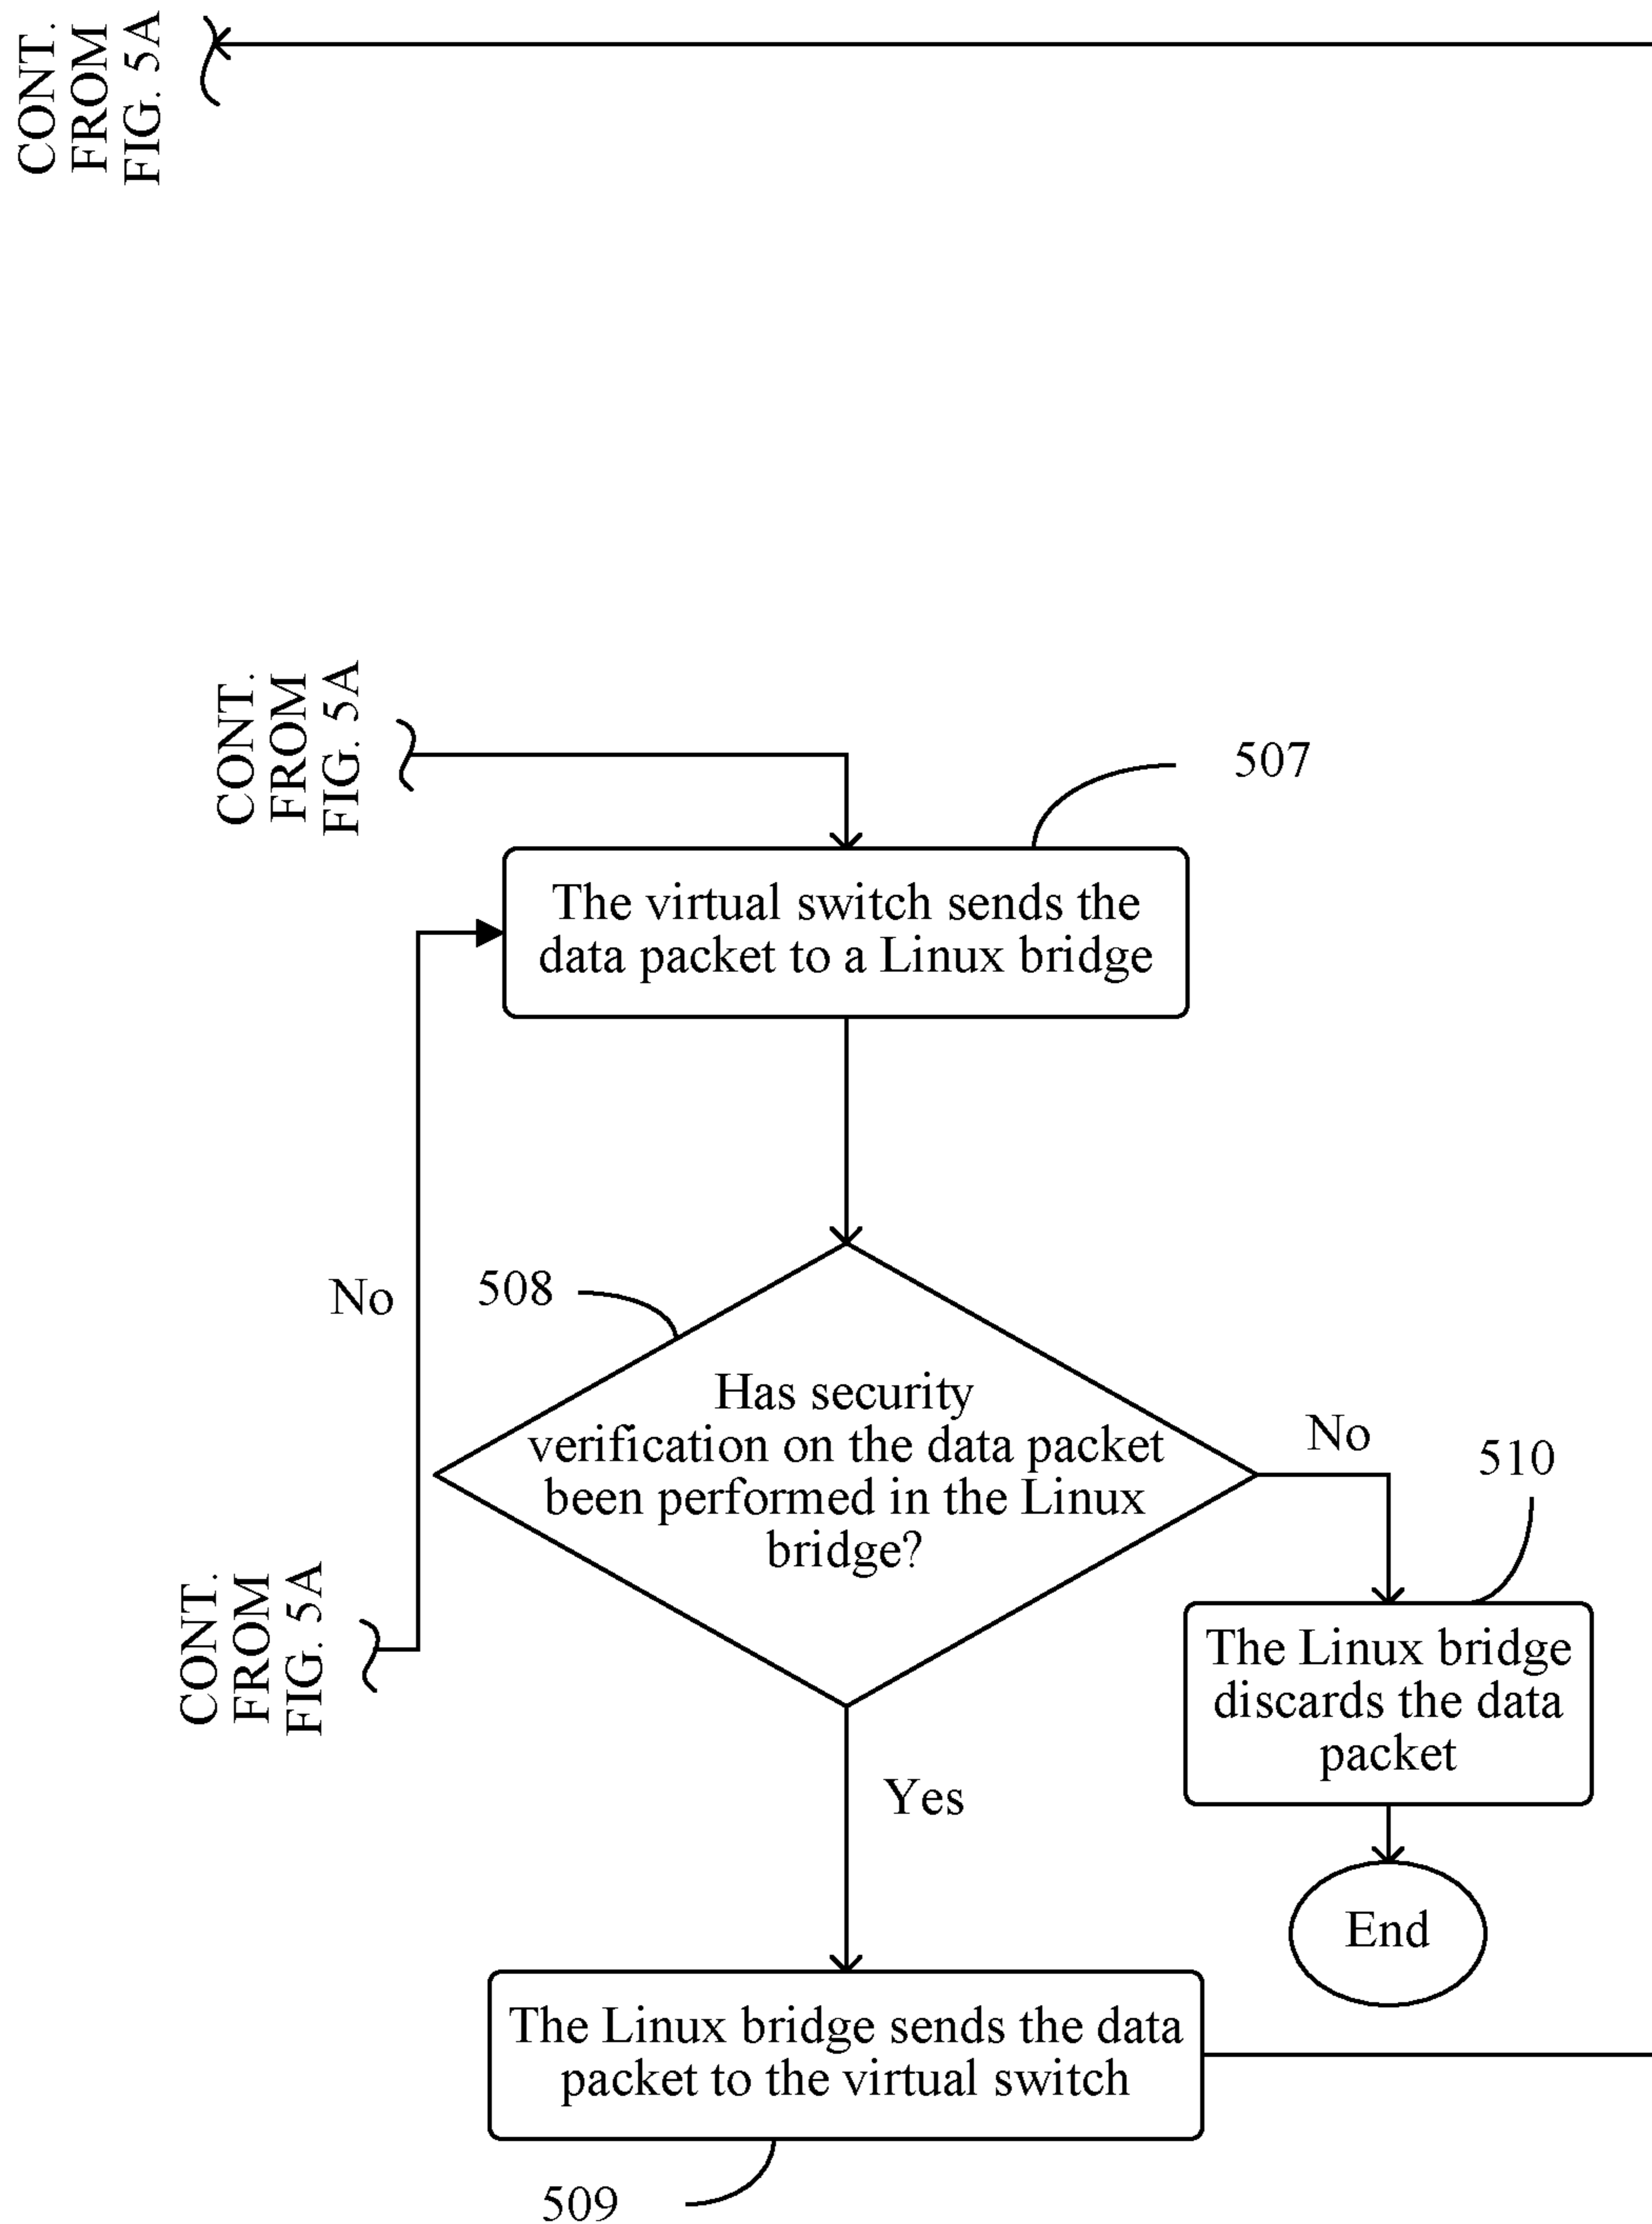 CONT.
FROM
FIG. 5A
CONT.
FROM
FIG. 5A
507
The virtual switch sends the
data packet to a Linux bridge
No
508
Has security
verification on the data packet
been performed in the Linux
bridge?
No
510
CONT.
FROM
FIG. 5A
The Linux bridge
discards the data
packet
Yes
End
The Linux bridge sends the data
packet to the virtual switch
509